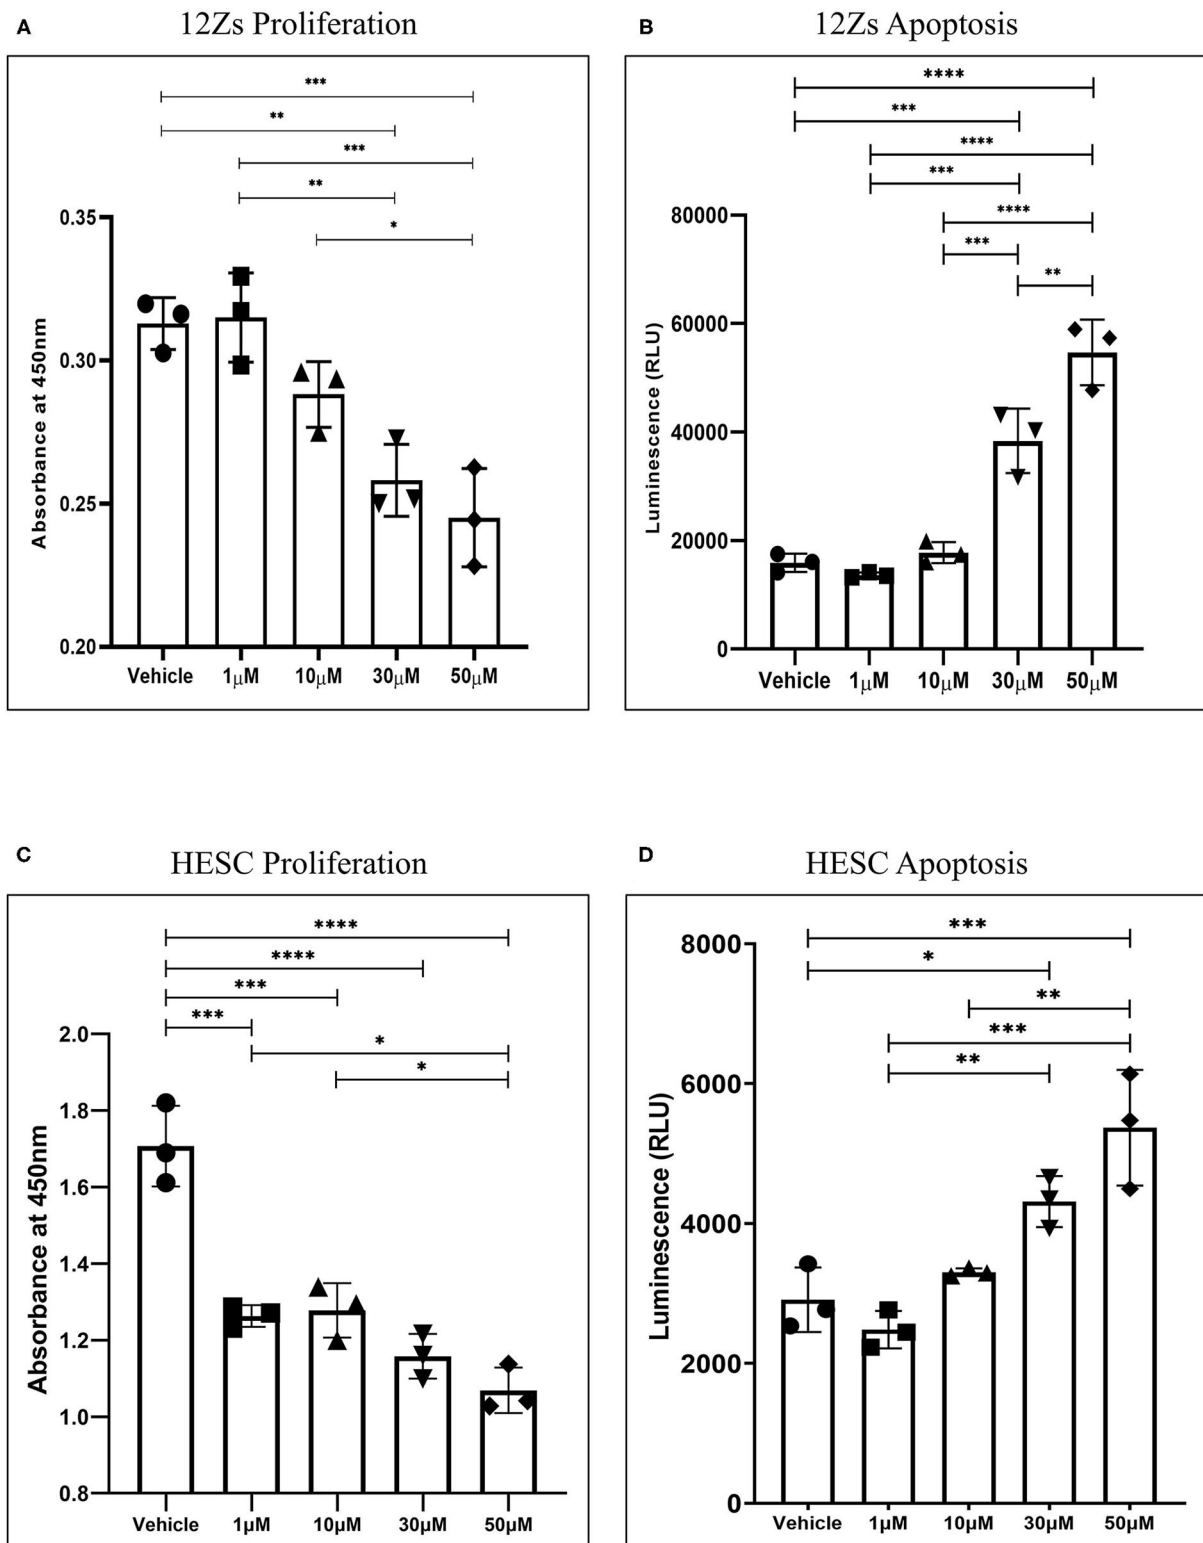 A
12Zs Proliferation
***
**
***
**
*
0.35
0.30
0.25
0.20
Absorbance at 450nm
Vehicle 1μM 10μM 30μM 50μM
B
12Zs Apoptosis
****
***
****
***
****
***
**
80000
60000
40000
20000
0
Luminescence (RLU)
Vehicle 1μM 10μM 30μM 50μM
C
HESC Proliferation
****
****
***
***
*
*
2.0
1.8
1.6
1.4
1.2
1.0
0.8
Absorbance at 450nm
Vehicle 1μM 10μM 30μM 50μM
D
HESC Apoptosis
***
*
**
***
**
8000
6000
4000
2000
0
Luminescence (RLU)
Vehicle 1μM 10μM 30μM 50μM